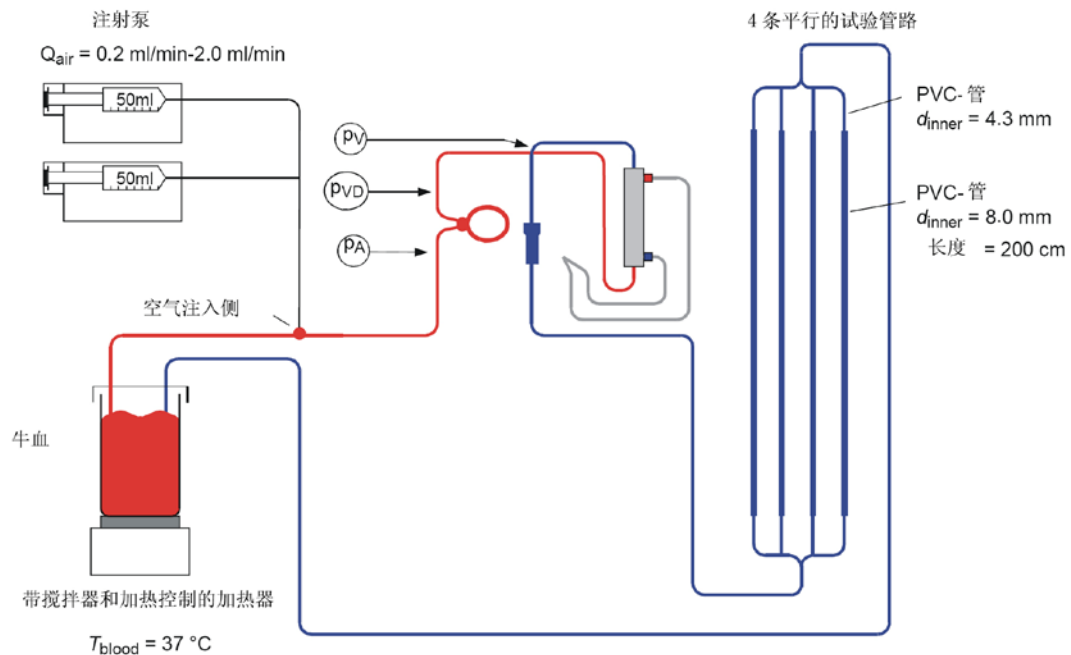 注射泵
Qair = 0.2 ml/min-2.0 ml/min
50ml
50ml
pV
pVD
pA
空气注入侧
牛血
带搅拌器和加热控制的加热器
Tblood = 37 °C
4 条平行的试验管路
PVC- 管
dinner = 4.3 mm
PVC- 管
dinner = 8.0 mm
长度 = 200 cm